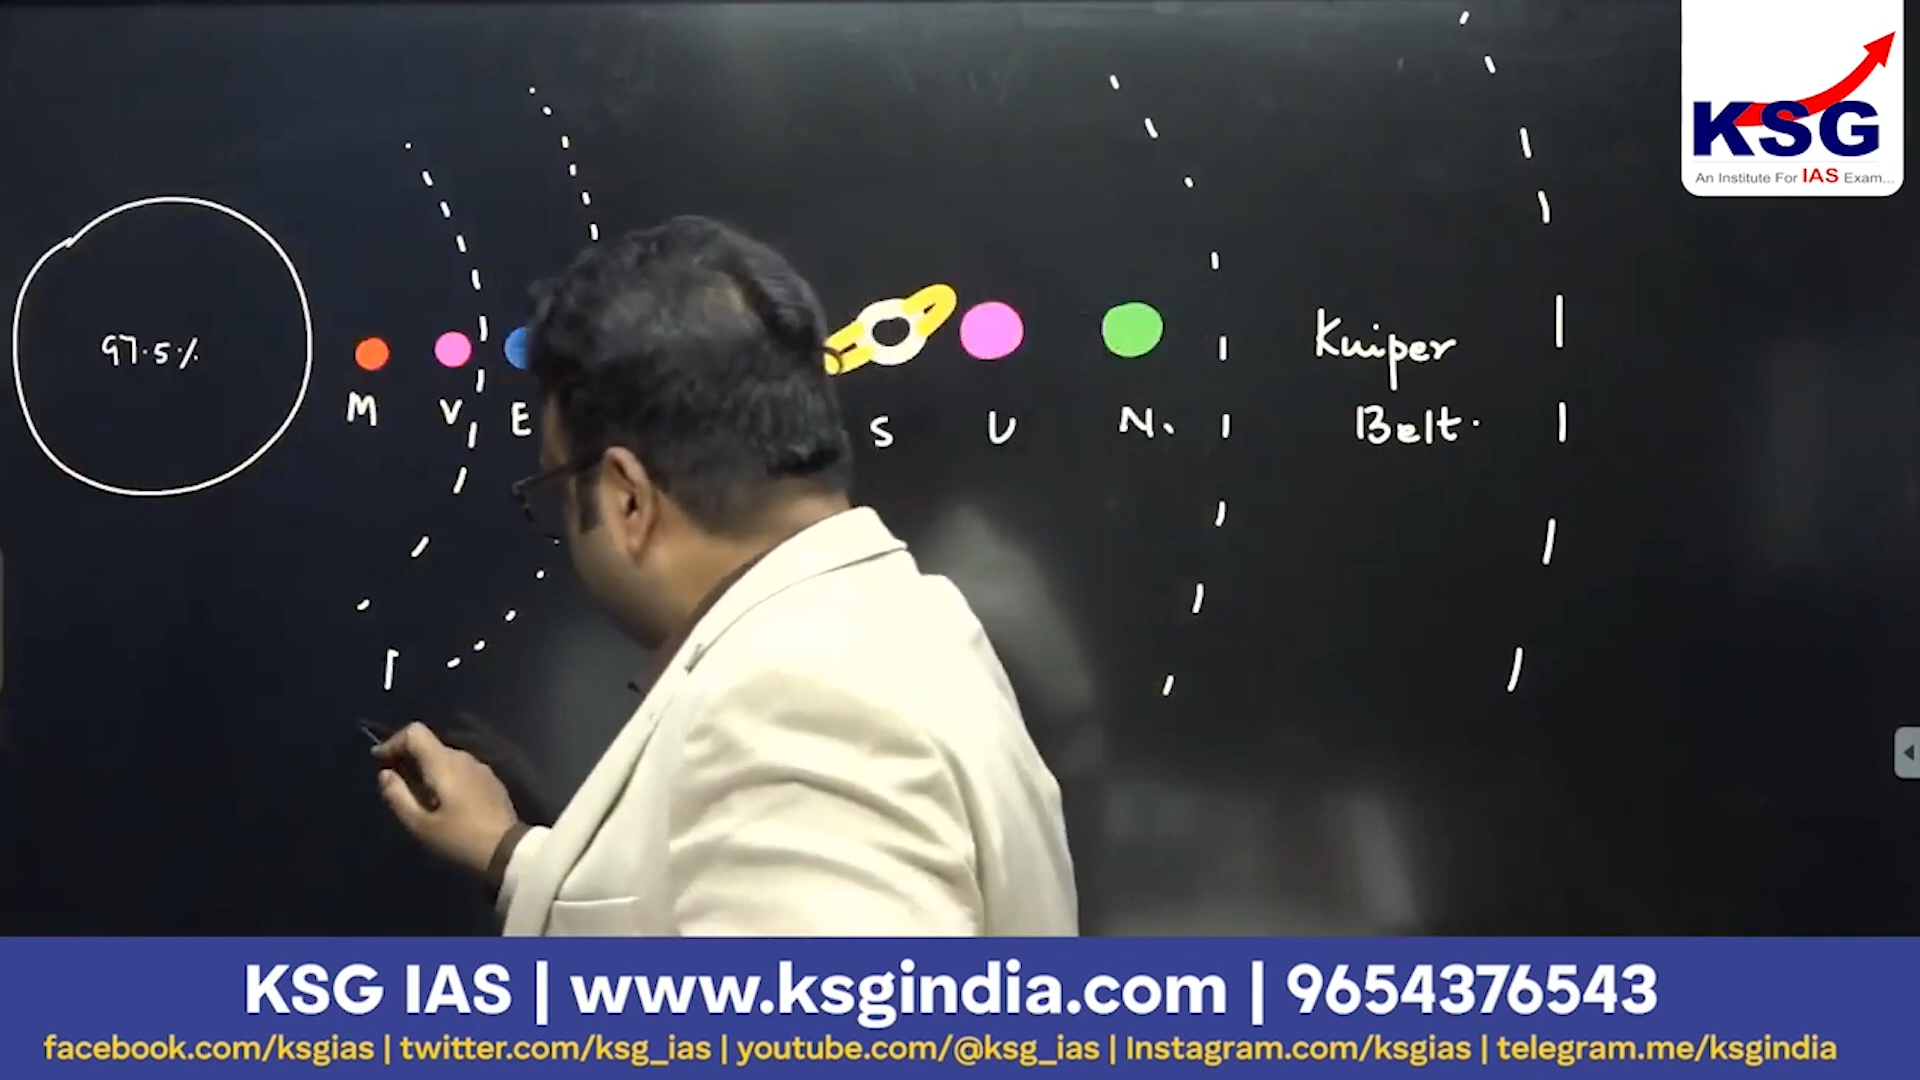 KSG
An Institute For IAS Exam...
97.5%
M V E S U N.
Kuiper
Belt.
KSG IAS | www.ksgindia.com | 9654376543
facebook.com/ksgias | twitter.com/ksg_ias | youtube.com/@ksg_ias | Instagram.com/ksgias | telegram.me/ksgindia